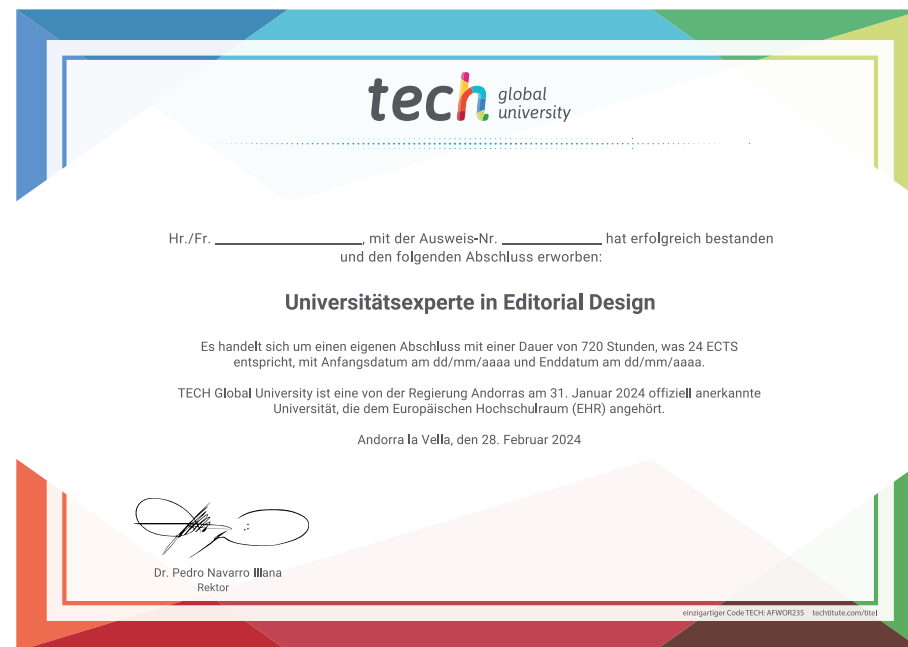 tech global university
Hr./Fr. ____________________, mit der Ausweis-Nr. ______________ hat erfolgreich bestanden
und den folgenden Abschluss erworben:
Universitätsexperte in Editorial Design
Es handelt sich um einen eigenen Abschluss mit einer Dauer von 720 Stunden, was 24 ECTS
entspricht, mit Anfangsdatum am dd/mm/aaaa und Enddatum am dd/mm/aaaa.
TECH Global University ist eine von der Regierung Andorras am 31. Januar 2024 offiziell anerkannte
Universität, die dem Europäischen Hochschulraum (EHR) angehört.
Andorra la Vella, den 28. Februar 2024
Dr. Pedro Navarro Illana
Rektor
einzigartiger Code TECH: AFWOR23S techtitute.com/titel